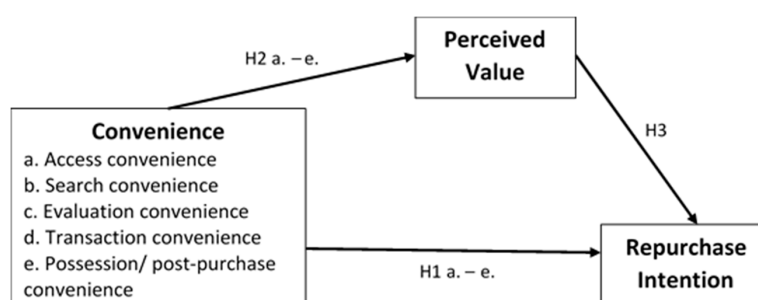 Perceived
Value
H2 a. – e.
H3
Convenience
a. Access convenience
b. Search convenience
c. Evaluation convenience
d. Transaction convenience
e. Possession/ post-purchase
convenience
H1 a. – e.
Repurchase
Intention